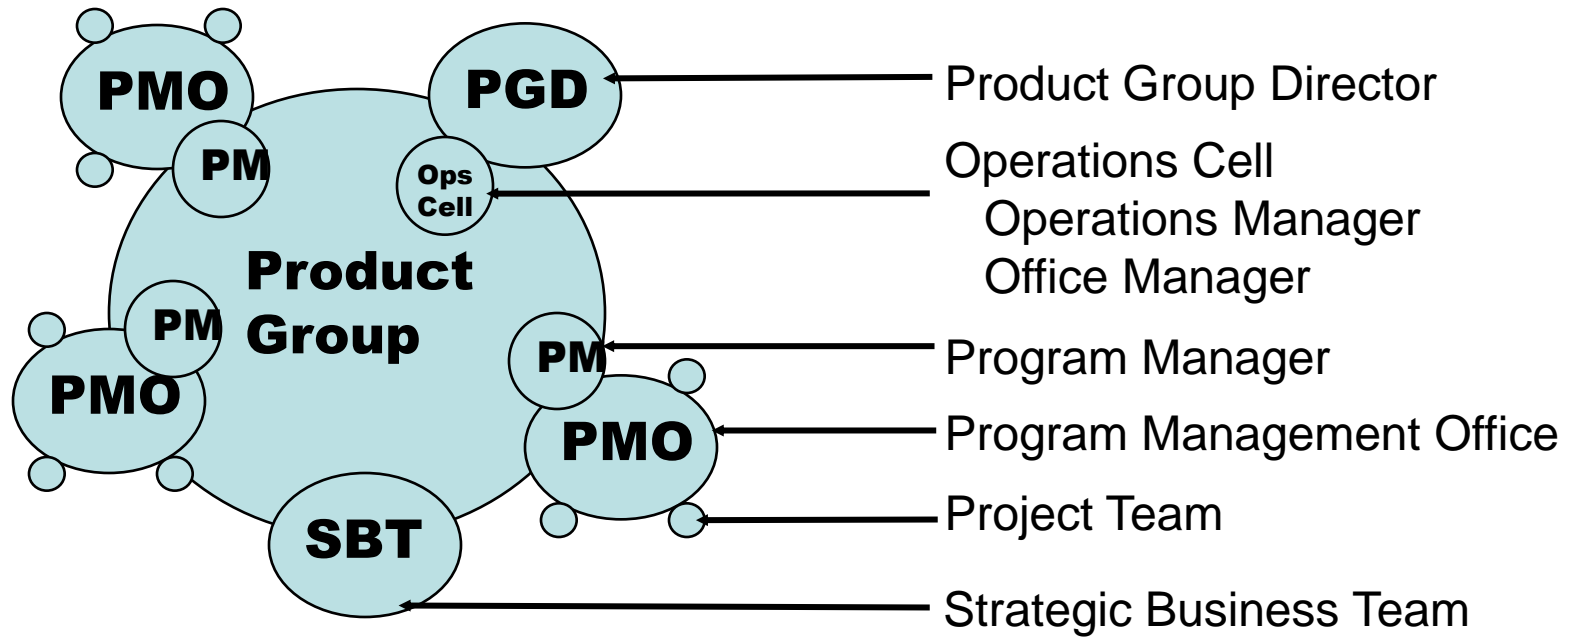 PMO
PGD
Product Group Director
PM
Ops
Cell
Operations Cell
Operations Manager
Office Manager
Product
Group
PM
PMO
PM
Program Manager
PMO
Program Management Office
Project Team
SBT
Strategic Business Team